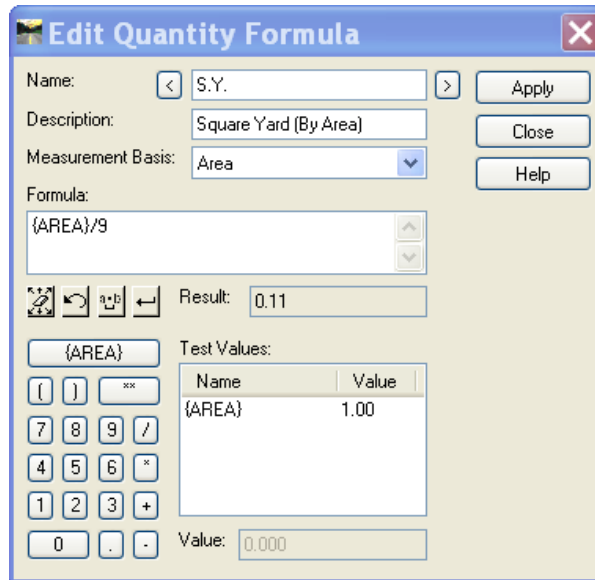 Edit Quantity Formula
Name: < S.Y. > Apply
Description: Square Yard (By Area) Close
Measurement Basis: Area Help
Formula:
{AREA}/9
Result: 0.11
{AREA} Test Values:
( ) ** Name Value
{AREA} 1.00
7 8 9 /
4 5 6 *
1 2 3 +
0 . - Value: 0.000